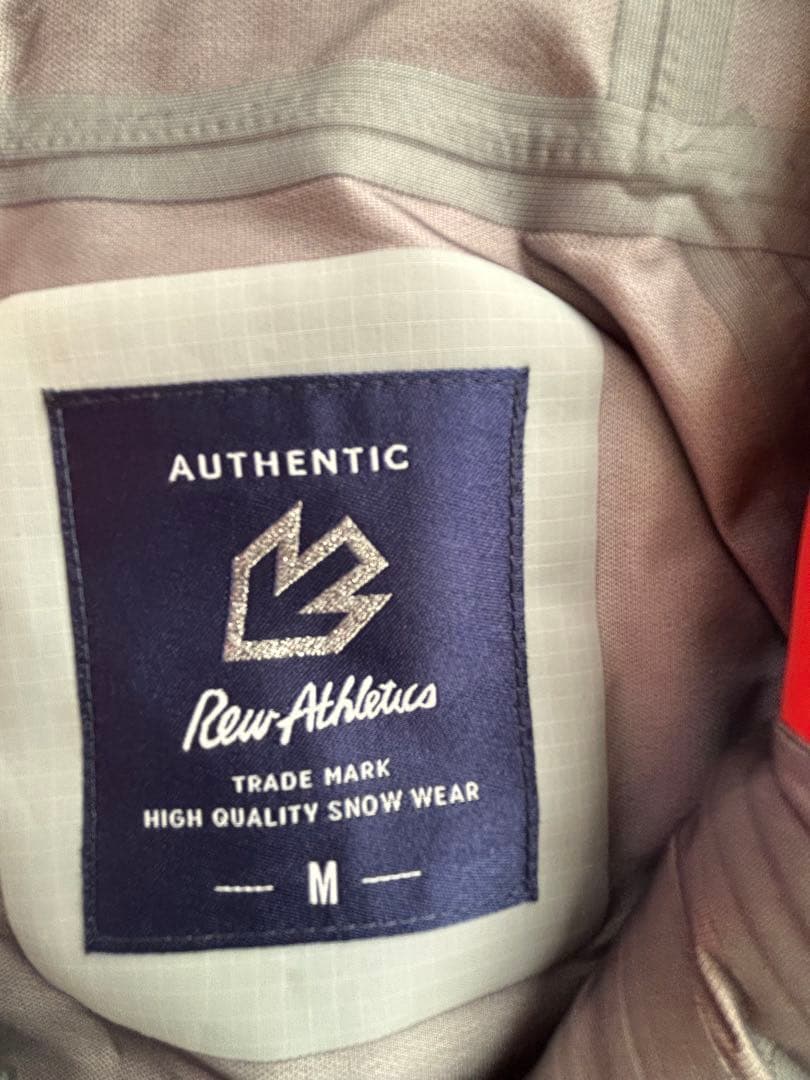 AUTHENTIC
Rew Athletics
TRADE MARK
HIGH QUALITY SNOW WEAR
M